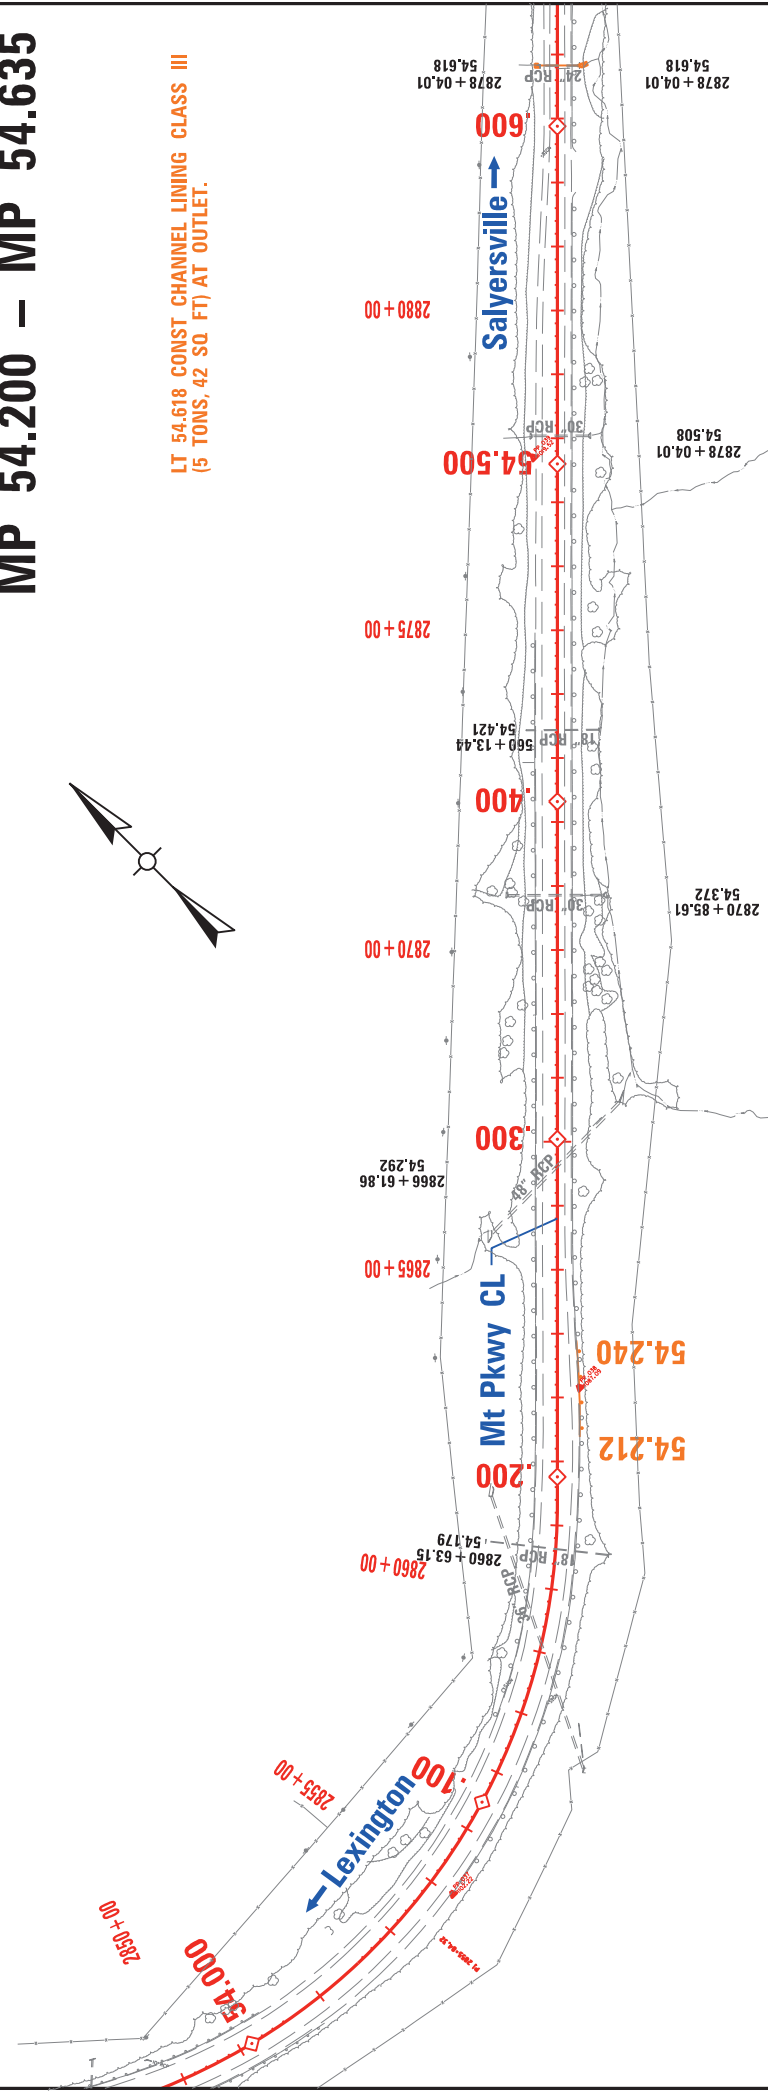 MP 54.200 – MP 54.635
LT 54.618 CONST CHANNEL LINING CLASS III
(5 TONS, 42 SQ FT) AT OUTLET.
2878+04.01
54.618
24" RCP
2878+04.01
54.618
.600
Salyersville
2880+00
30" RCP
54.500
2878+04.01
54.508
2875+00
560+13.44
54.421
18" RCP
.400
30" RCP
2870+85.61
54.372
2870+00
.300
48" RCP
2866+61.86
54.292
2865+00
Mt Pkwy CL
54.240
54.212
.200
2860+63.15
54.179
18" RCP
2860+00
36" RCP
.100
2855+00
Lexington
2850+00
54.000